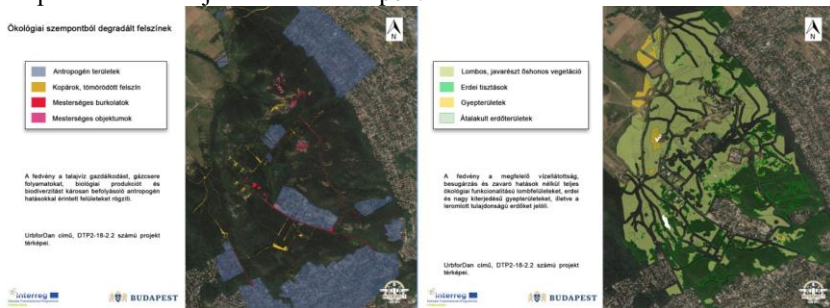 Ökológiai szempontból degradált felszínek
Antropogén területek
Kopárok, tömörödött felszín
Mesterséges burkolatok
Mesterséges objektumok
A fedvény a talajvíz gazdálkodást, gázcsere
folyamatokat, biológiai produkciót és
biodiverzitást károsan befolyásoló antropogén
hatásokkal érintett felületeket rögzíti.
UrbforDan című, DTP2-18-2.2 számú projekt
térképei.
interreg
BUDAPEST
N
Lombos, javarészt őshonos vegetáció
Erdei tisztások
Gyepterületek
Átalakult erdőterületek
A fedvény a megfelelő vízellátottság,
besugárzás és zavaró hatások nélkül teljes
ökológiai funkcionalitású lombfelületeket, erdei
és nagy kiterjedésű gyepterületeket, illetve a
leromlott tulajdonságú erdőket jelöli.
UrbforDan című, DTP2-18-2.2 számú projekt
térképei.
interreg
BUDAPEST
N